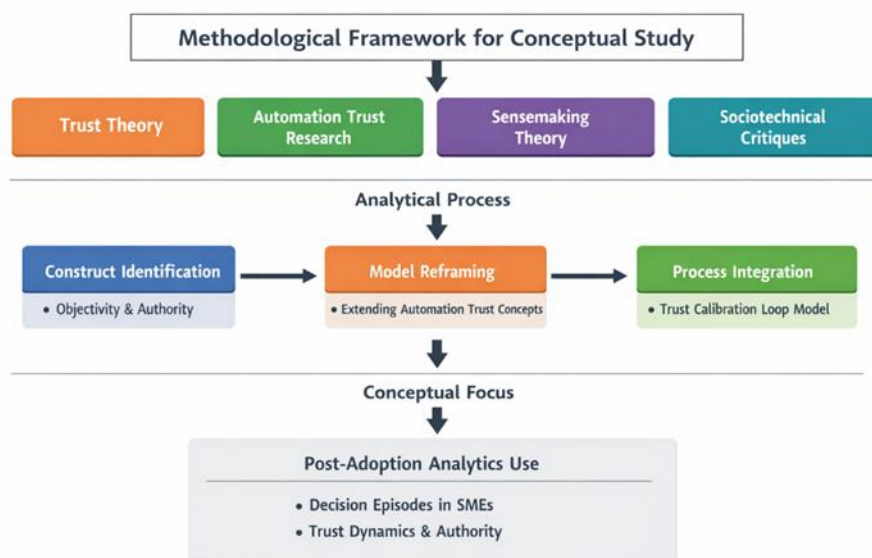 Methodological Framework for Conceptual Study
Trust Theory
Automation Trust
Research
Sensemaking
Theory
Sociotechnical
Critiques
Analytical Process
Construct Identification
• Objectivity & Authority
Model Reframing
• Extending Automation Trust Concepts
Process Integration
• Trust Calibration Loop Model
Conceptual Focus
Post-Adoption Analytics Use
• Decision Episodes in SMEs
• Trust Dynamics & Authority